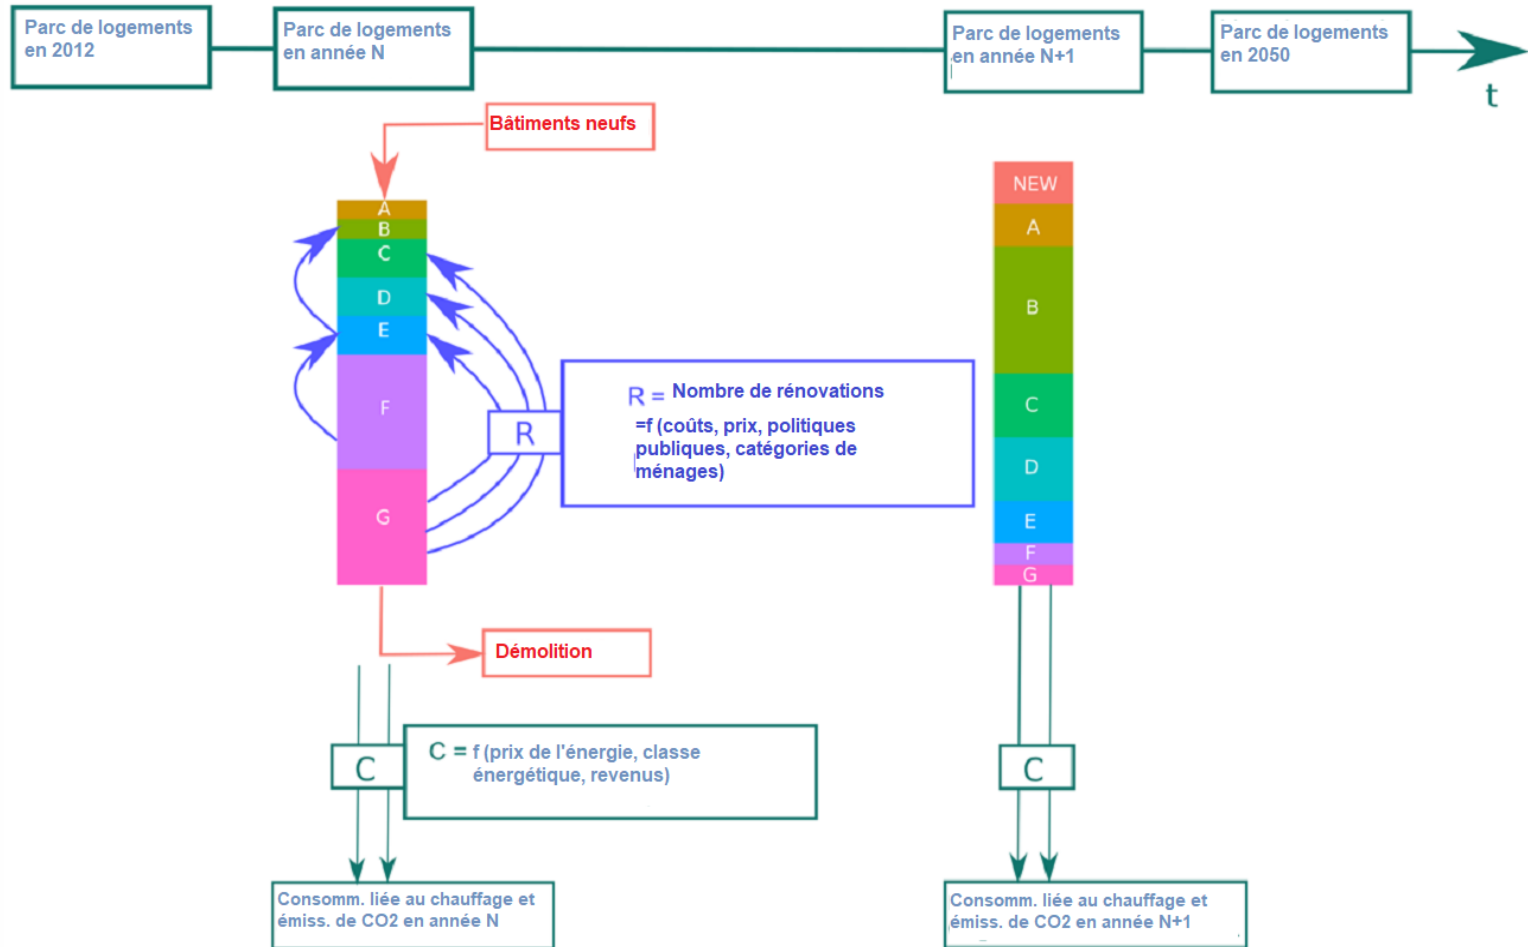 Parc de logements
en 2012
Parc de logements
en année N
Parc de logements
en année N+1
Parc de logements
en 2050
t
Bâtiments neufs
A
B
C
D
E
F
G
R = Nombre de rénovations
=f (coûts, prix, politiques
publiques, catégories de
ménages)
R
NEW
A
B
C
D
E
F
G
Démolition
C
C = f (prix de l'énergie, classe
énergétique, revenus)
C
Consomm. liée au chauffage et
émiss. de CO2 en année N
Consomm. liée au chauffage et
émiss. de CO2 en année N+1